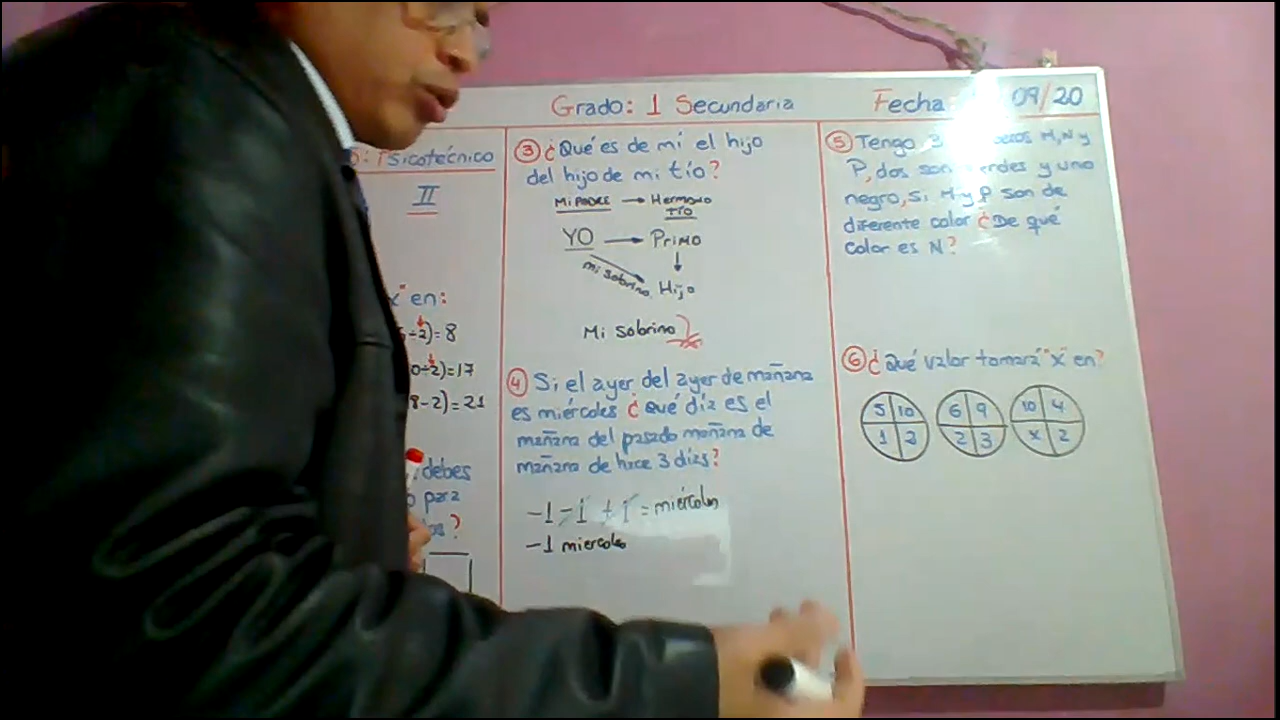 Grado: 1 Secundaria
Fecha
09/20
Psicotécnico
II
"x" en:
÷2)=8
0÷2)=17
8-2)=21
debes
para
?
③ ¿Qué es de mí el hijo
del hijo de mi tío?
Mi PADRE → Hermano
Tío
YO → Primo
↓
mi sobrino Hijo
Mi sobrino
④ Si el ayer del ayer de mañana
es miércoles ¿Qué día es el
mañana del pasado mañana de
mañana de hace 3 días?
-1 -1 +1 = miércoles
-1 miercoles
⑤ Tengo 3 M, N y
P, dos son verdes y uno
negro, Si M y P son de
diferente color ¿De qué
color es N?
⑥ ¿Qué valor tomará "x" en?
5 10 6 9 10 4
1 2 2 3 x 2